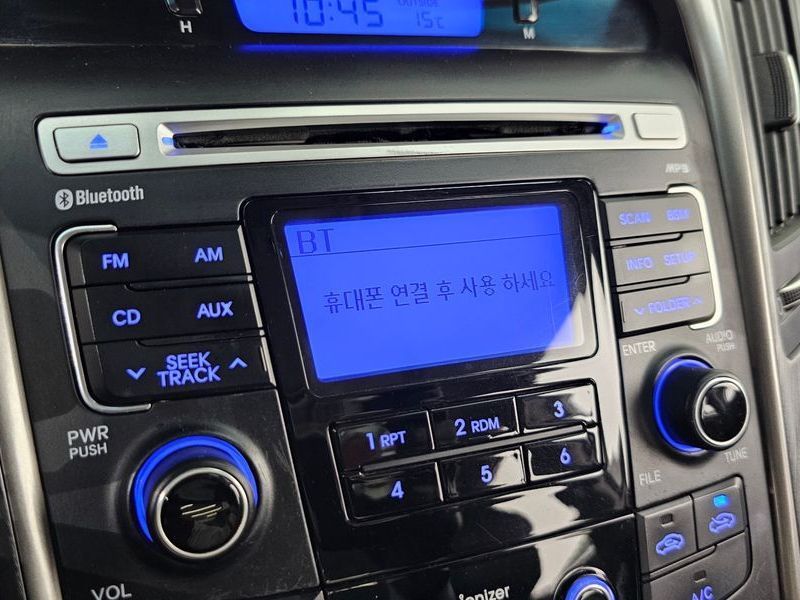 10:45 OUTSIDE 15℃
H
M
Bluetooth
MP3
BT
휴대폰 연결 후 사용 하세요
FM AM
CD AUX
SEEK
TRACK
SCAN BSM
INFO SETUP
FOLDER
ENTER
AUDIO
PUSH
PWR
PUSH
1 RPT 2 RDM 3
4 5 6
FILE
TUNE
VOL
A/C